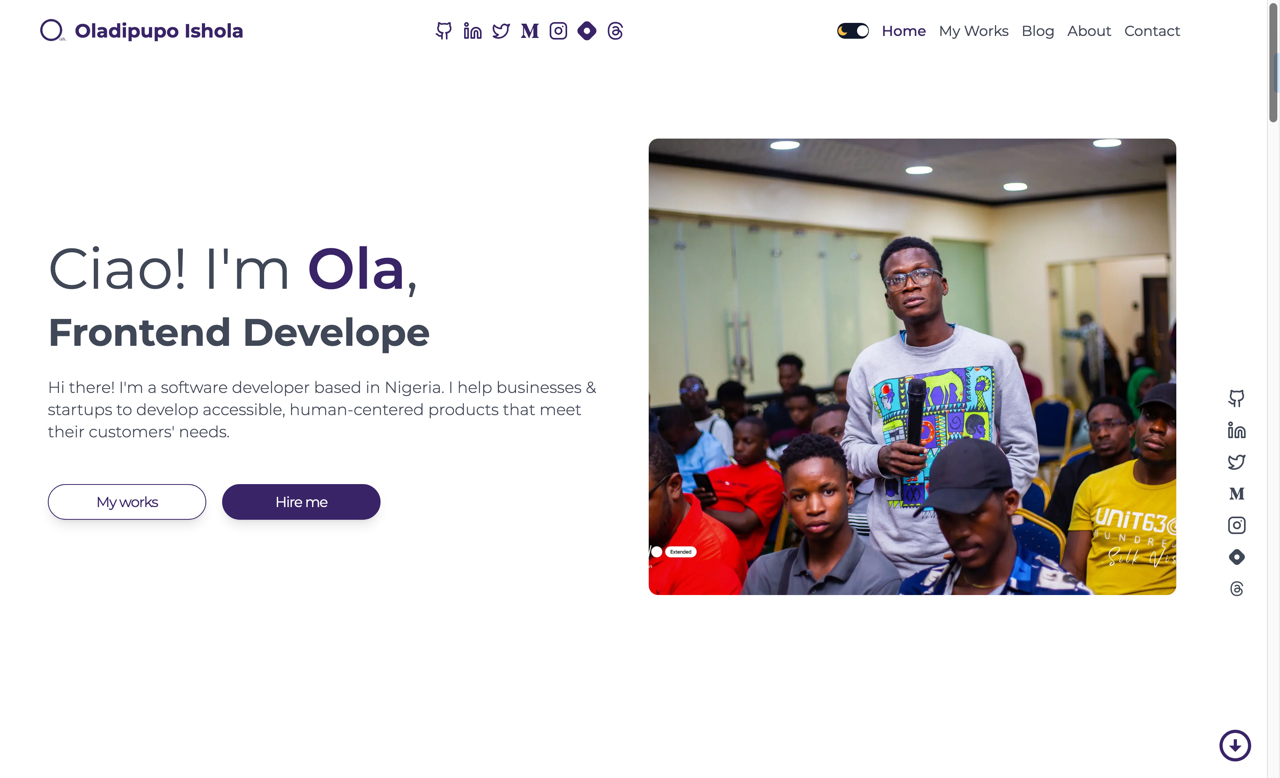 Oladipupo Ishola
Home My Works Blog About Contact
Ciao! I'm Ola,
Frontend Develope
Hi there! I'm a software developer based in Nigeria. I help businesses &
startups to develop accessible, human-centered products that meet
their customers' needs.
My works Hire me
Extended
UNiT63
UNDRE